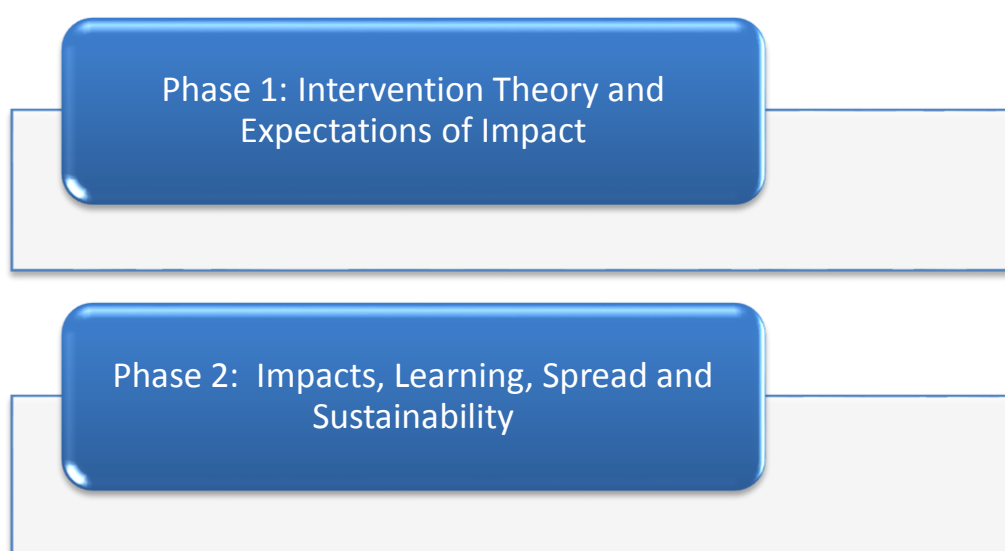 Phase 1: Intervention Theory and
Expectations of Impact
Phase 2:  Impacts, Learning, Spread and
Sustainability